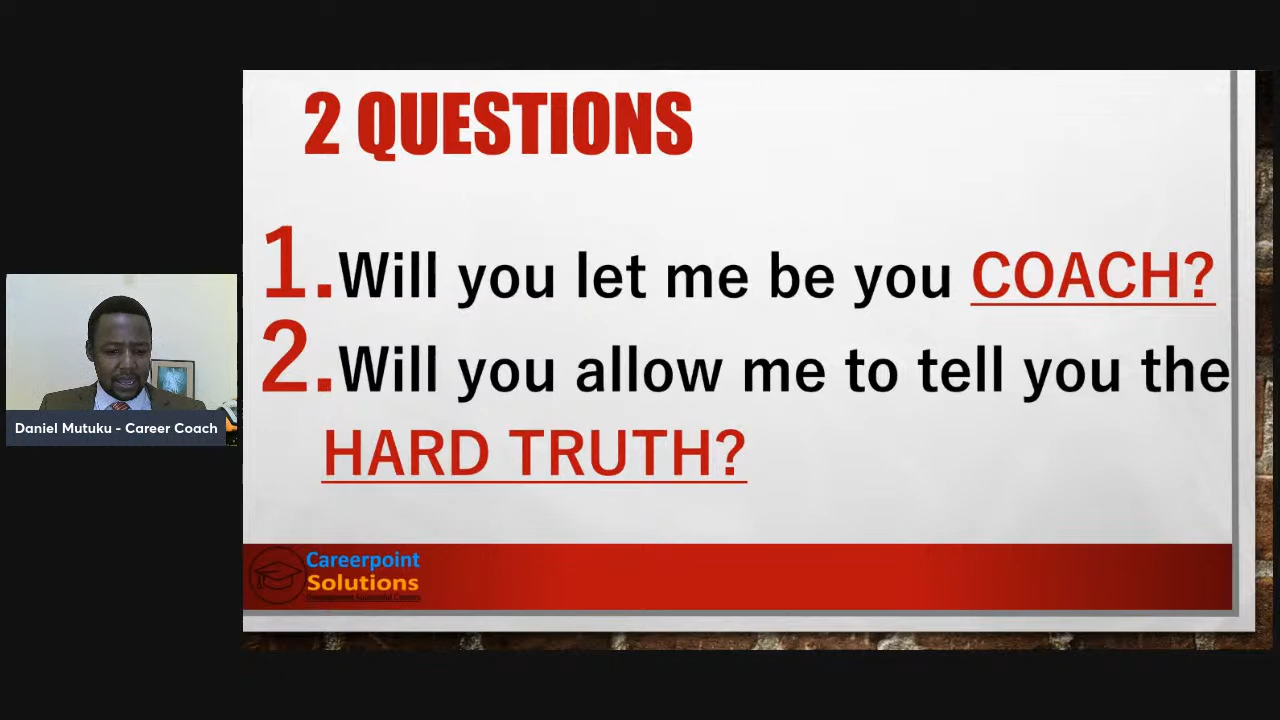 2 QUESTIONS
1.Will you let me be you COACH?
2.Will you allow me to tell you the
HARD TRUTH?
Daniel Mutuku - Career Coach
Careerpoint
Solutions